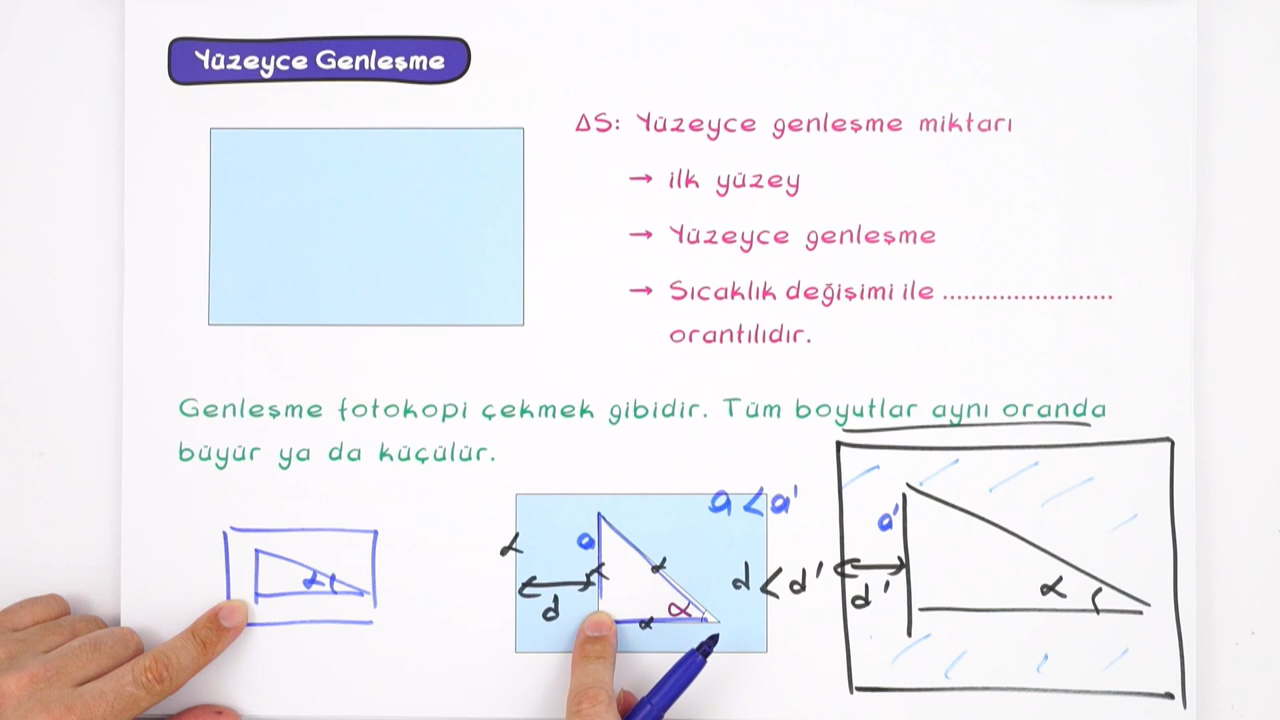 Yüzeyce Genleşme
ΔS: Yüzeyce genleşme miktarı
→ ilk yüzey
→ Yüzeyce genleşme
→ Sıcaklık değişimi ile ........................
orantılıdır.
Genleşme fotokopi çekmek gibidir. Tüm boyutlar aynı oranda
büyür ya da küçülür.
a < a'
a
a'
α
α
d < d'
d
d'
α
α
α
α
α